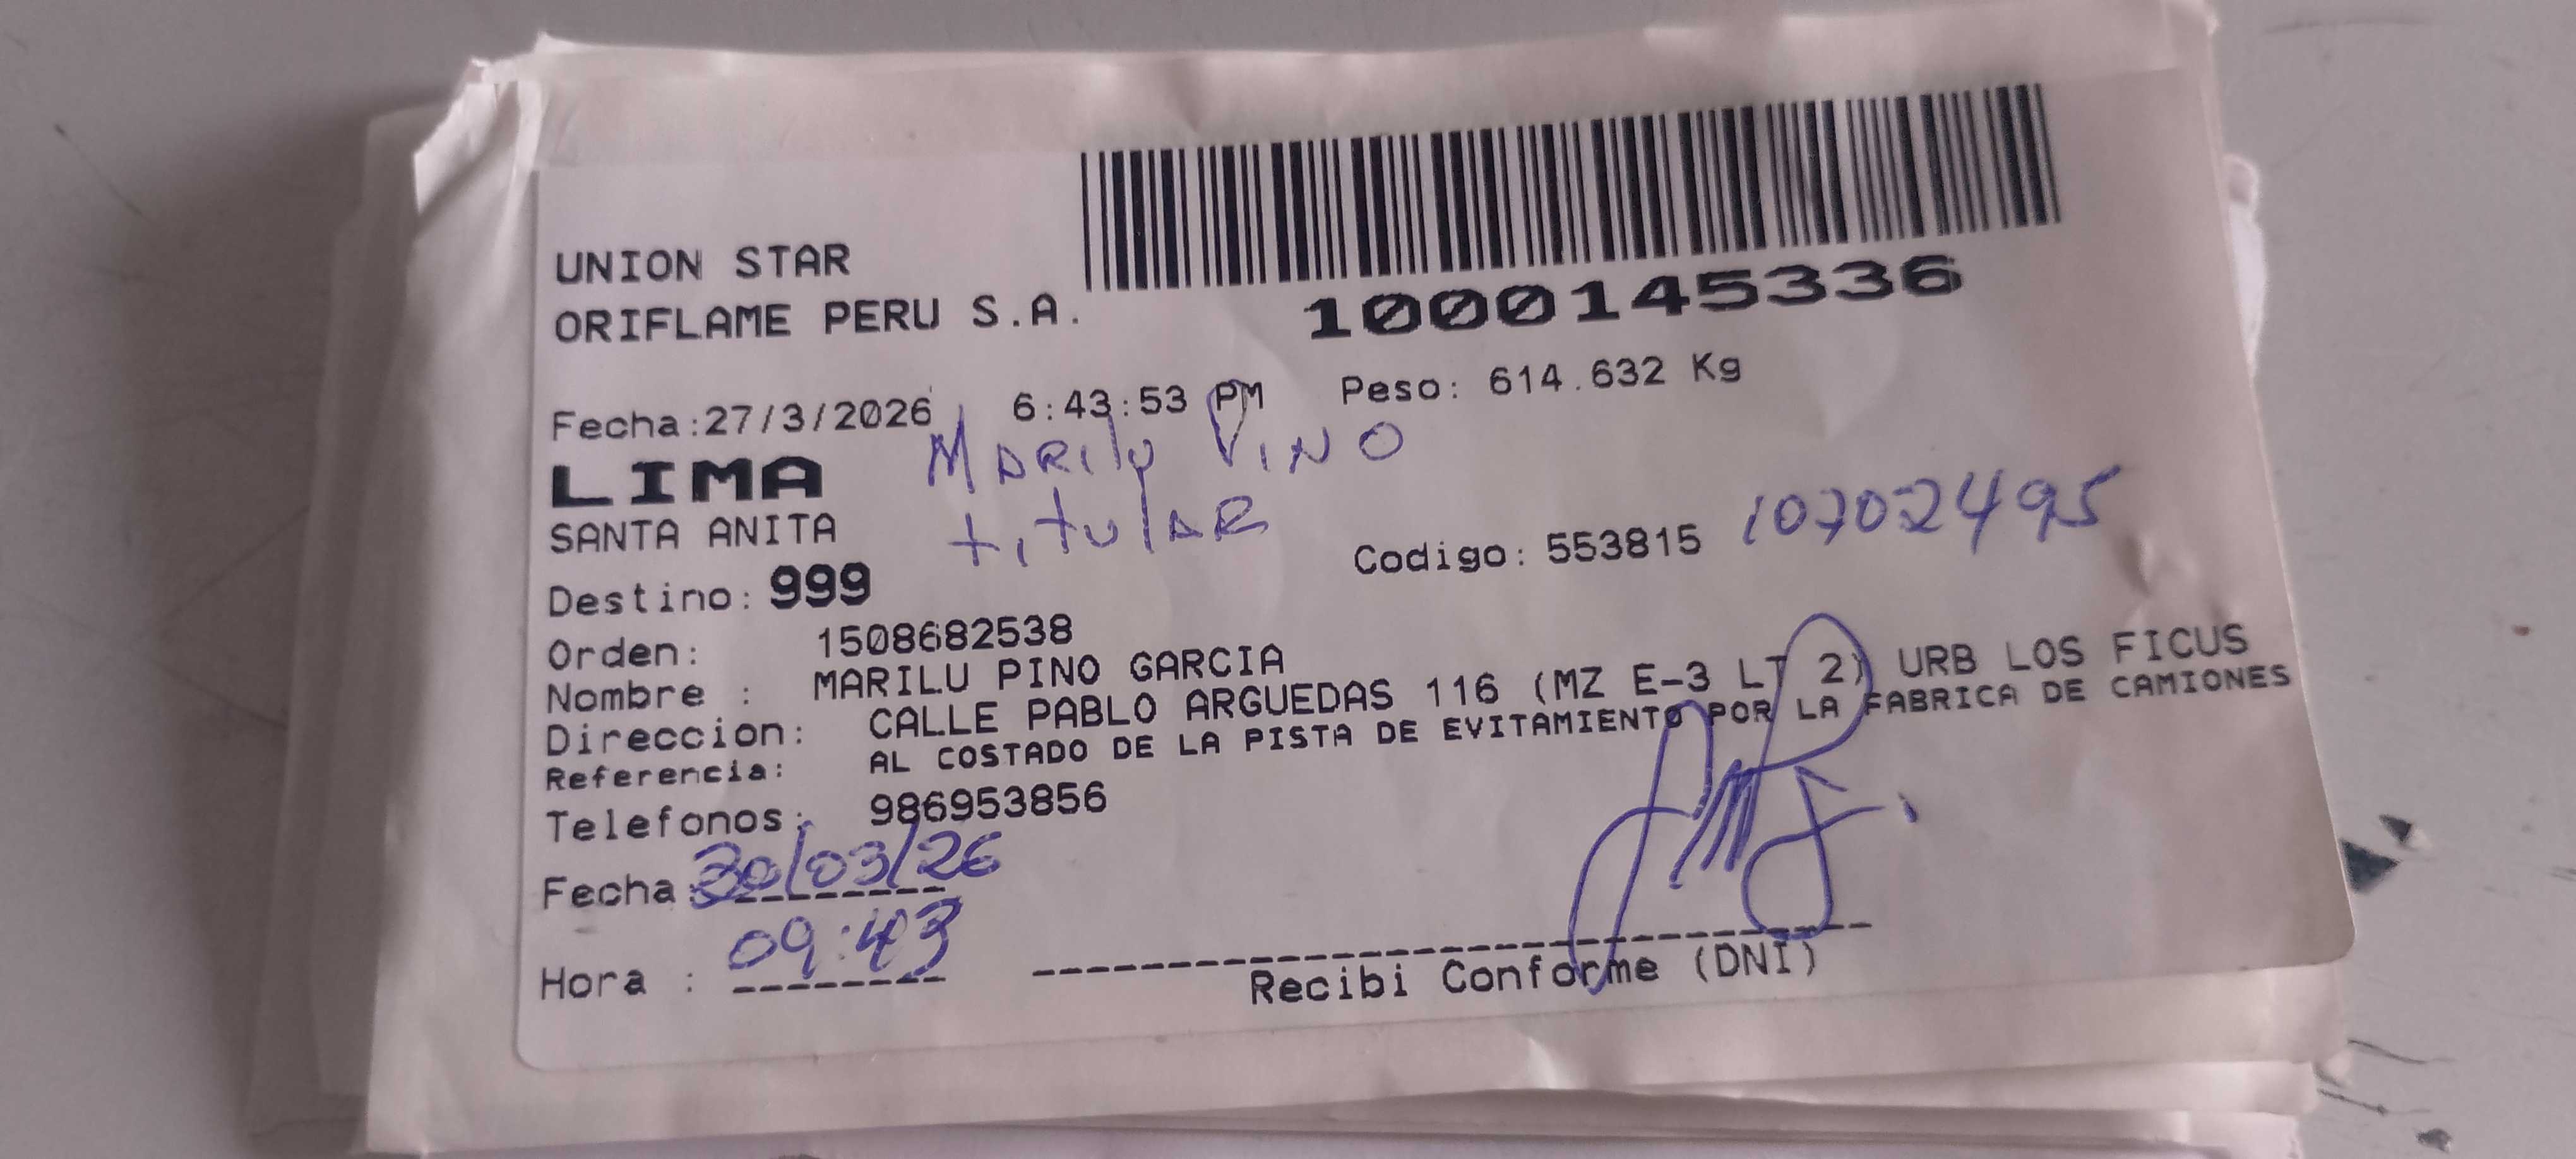 UNION STAR
ORIFLAME PERU S.A.
1000145336
Fecha:27/3/2026 6:43:53 PM Peso: 614.632 Kg
LIMA Marilu Pino
SANTA ANITA titular
Codigo: 553815 10702495
Destino: 999
Orden: 1508682538
Nombre : MARILU PINO GARCIA
Direccion: CALLE PABLO ARGUEDAS 116 (MZ E-3 LT 2) URB LOS FICUS
Referencia: AL COSTADO DE LA PISTA DE EVITAMIENTO POR LA FABRICA DE CAMIONES
Telefonos: 986953856
Fecha : 30/03/26
Hora : 09:43
Recibi Conforme (DNI)